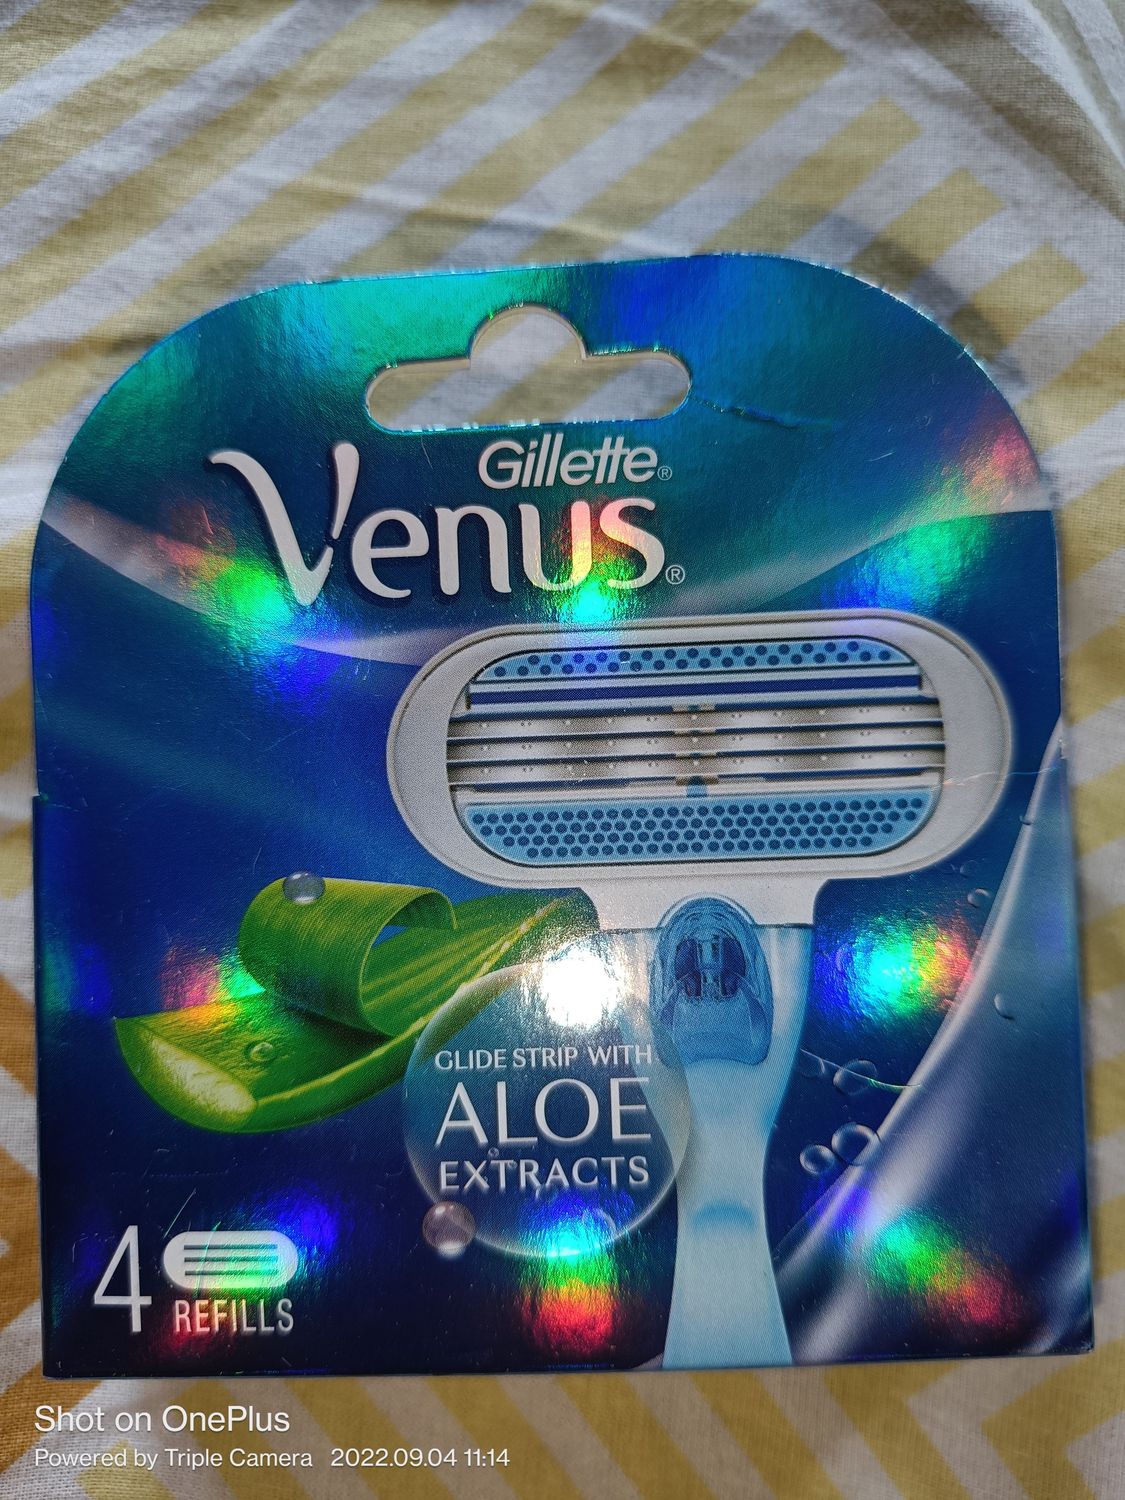 Gillette®
Venus®
GLIDE STRIP WITH
ALOE
EXTRACTS
4
REFILLS
Shot on OnePlus
Powered by Triple Camera 2022.09.04 11:14